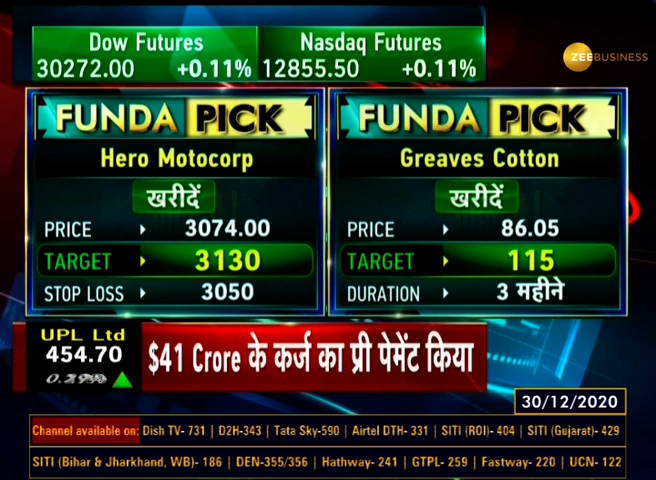 Dow Futures
30272.00 +0.11%
Nasdaq Futures
12855.50 +0.11%
ZEEBUSINESS
FUNDA PICK
Hero Motocorp
खरीदें
PRICE 3074.00
TARGET 3130
STOP LOSS 3050
FUNDA PICK
Greaves Cotton
खरीदें
PRICE 86.05
TARGET 115
DURATION 3 महीने
UPL Ltd
454.70
$41 Crore के कर्ज का प्री पेमेंट किया
30/12/2020
Channel available on: Dish TV- 731 | D2H-343 | Tata Sky-590 | Airtel DTH- 331 | SITI (ROI)- 404 | SITI (Gujarat)- 429
SITI (Bihar & Jharkhand, WB)- 186 | DEN-355/356 | Hathway- 241 | GTPL- 259 | Fastway- 220 | UCN- 122